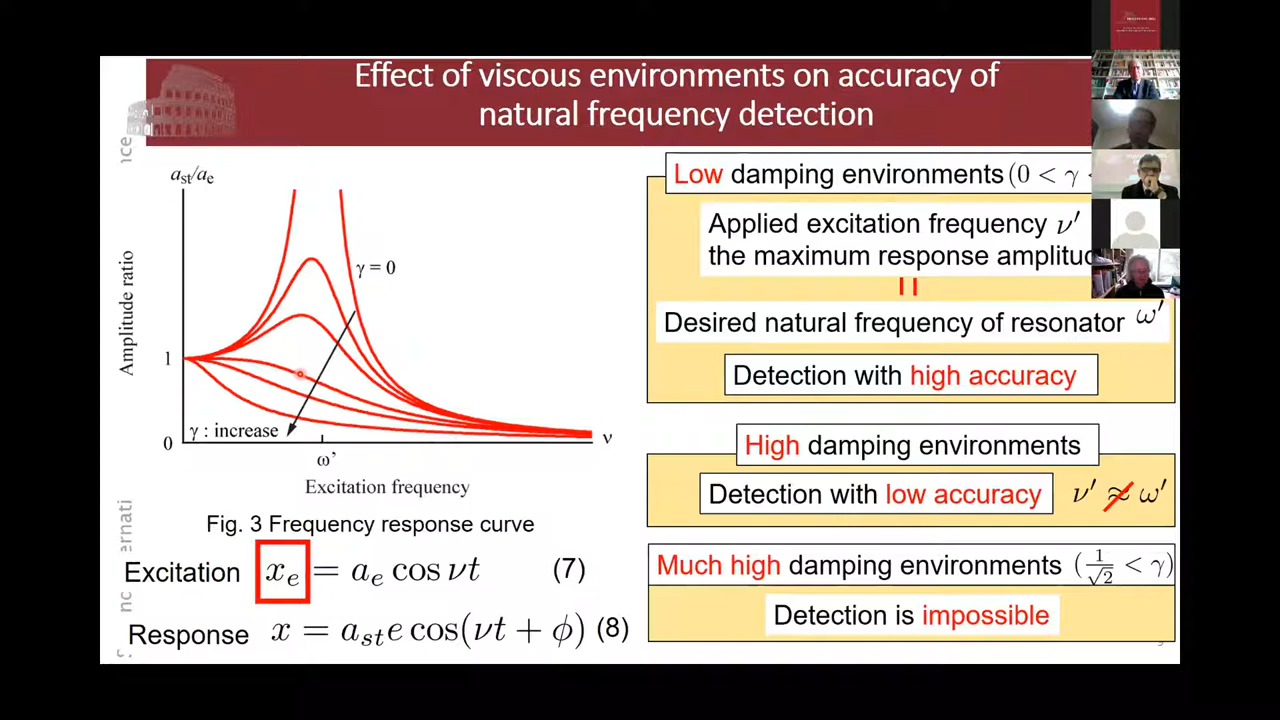 Effect of viscous environments on accuracy of
natural frequency detection
a_st/a_e
Amplitude ratio
γ = 0
1
γ : increase
0
ν
ω'
Excitation frequency
Fig. 3 Frequency response curve
Excitation x_e = a_e cos νt (7)
Response x = a_st e cos(νt + ϕ) (8)
Low damping environments (0 < γ <
Applied excitation frequency ν'
the maximum response amplitud
=
Desired natural frequency of resonator ω'
Detection with high accuracy
High damping environments
Detection with low accuracy ν' ≉ ω'
Much high damping environments (1/√2 < γ)
Detection is impossible
nce
ernati
nc